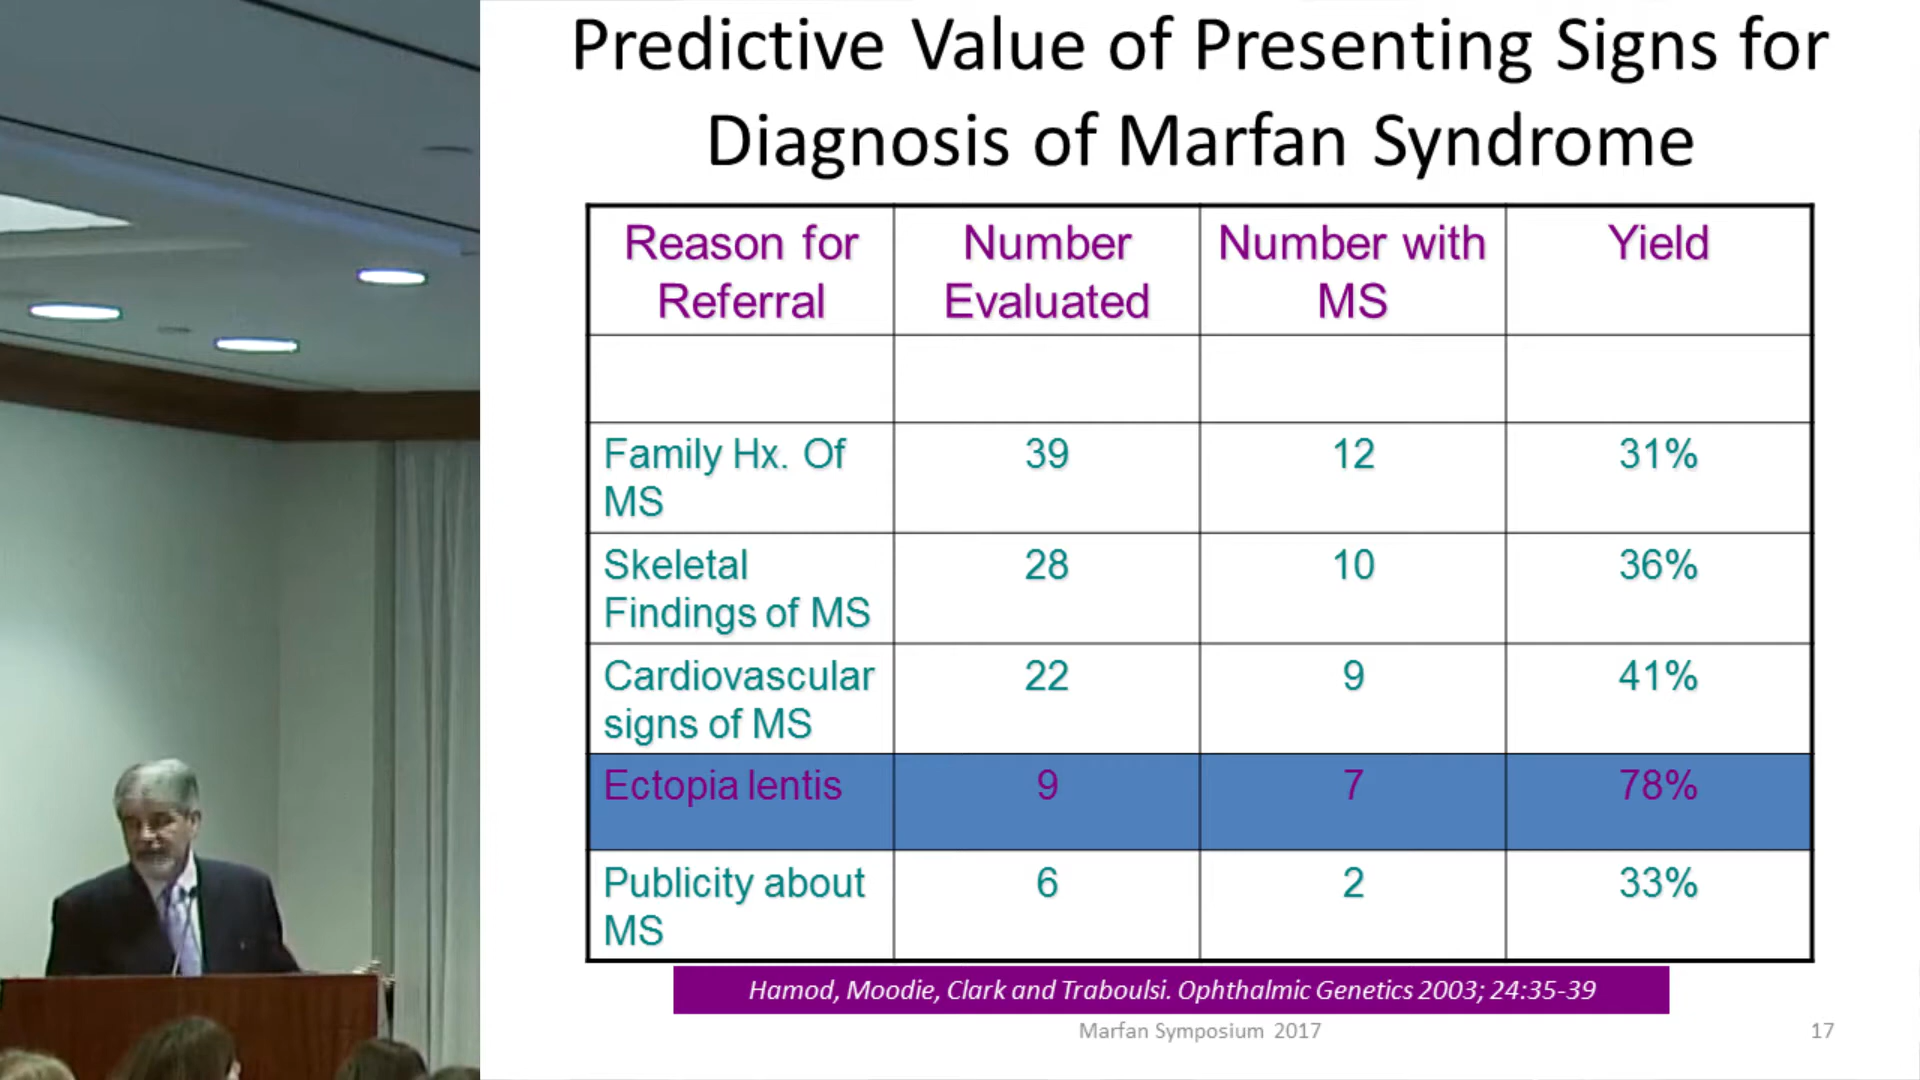 Predictive Value of Presenting Signs for
Diagnosis of Marfan Syndrome
Reason for
Referral
Number
Evaluated
Number with
MS
Yield
Family Hx. Of
MS
39
12
31%
Skeletal
Findings of MS
28
10
36%
Cardiovascular
signs of MS
22
9
41%
Ectopia lentis
9
7
78%
Publicity about
MS
6
2
33%
Hamod, Moodie, Clark and Traboulsi. Ophthalmic Genetics 2003; 24:35-39
Marfan Symposium 2017
17